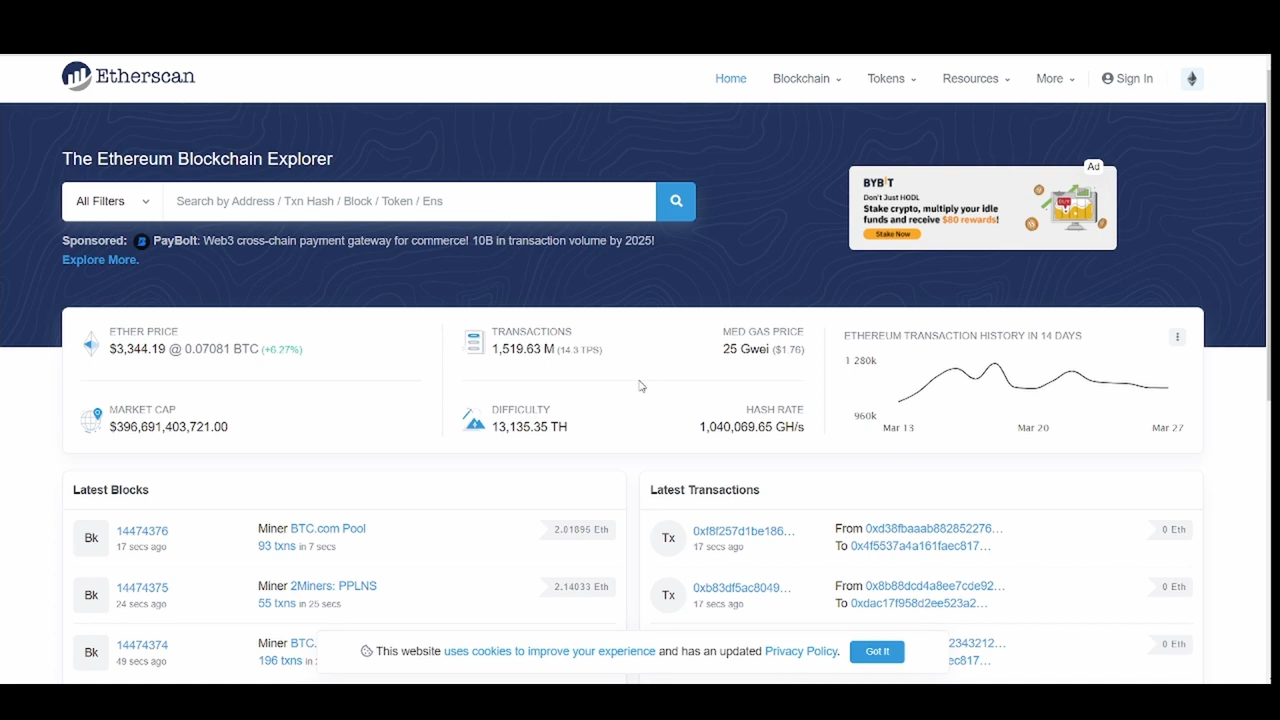 Etherscan
Home
Blockchain
Tokens
Resources
More
Sign In
The Ethereum Blockchain Explorer
All Filters
Search by Address / Txn Hash / Block / Token / Ens
Sponsored: PayBolt: Web3 cross-chain payment gateway for commerce! 10B in transaction volume by 2025!
Explore More.
Ad
BYBIT
Don't Just HODL
Stake crypto, multiply your idle
funds and receive $80 rewards!
Stake Now
ETHER PRICE
$3,344.19 @ 0.07081 BTC (+6.27%)
MARKET CAP
$396,691,403,721.00
TRANSACTIONS
1,519.63 M (14.3 TPS)
MED GAS PRICE
25 Gwei ($1.76)
DIFFICULTY
13,135.35 TH
HASH RATE
1,040,069.65 GH/s
ETHEREUM TRANSACTION HISTORY IN 14 DAYS
1 280k
960k
Mar 13
Mar 20
Mar 27
Latest Blocks
Bk
14474376
17 secs ago
Miner BTC.com Pool
93 txns in 7 secs
2.01895 Eth
Bk
14474375
24 secs ago
Miner 2Miners: PPLNS
55 txns in 25 secs
2.14033 Eth
Bk
14474374
49 secs ago
Miner BTC.
196 txns in
Latest Transactions
Tx
0xf8f257d1be186...
17 secs ago
From 0xd38fbaaab882852276...
To 0x4f5537a4a161faec817...
0 Eth
Tx
0xb83df5ac8049...
17 secs ago
From 0x8b88dcd4a8ee7cde92...
To 0xdac17f958d2ee523a2...
0 Eth
2343212...
ec817...
0 Eth
This website uses cookies to improve your experience and has an updated Privacy Policy.
Got It